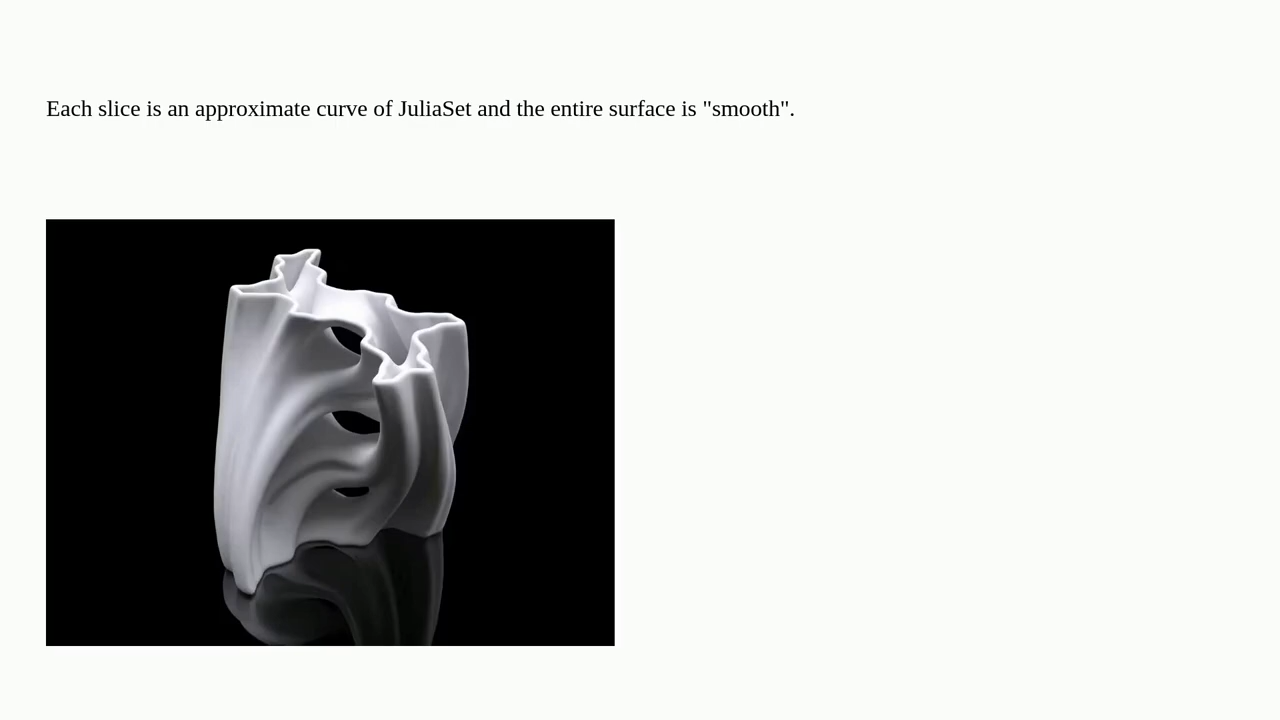 Each slice is an approximate curve of JuliaSet and the entire surface is "smooth".